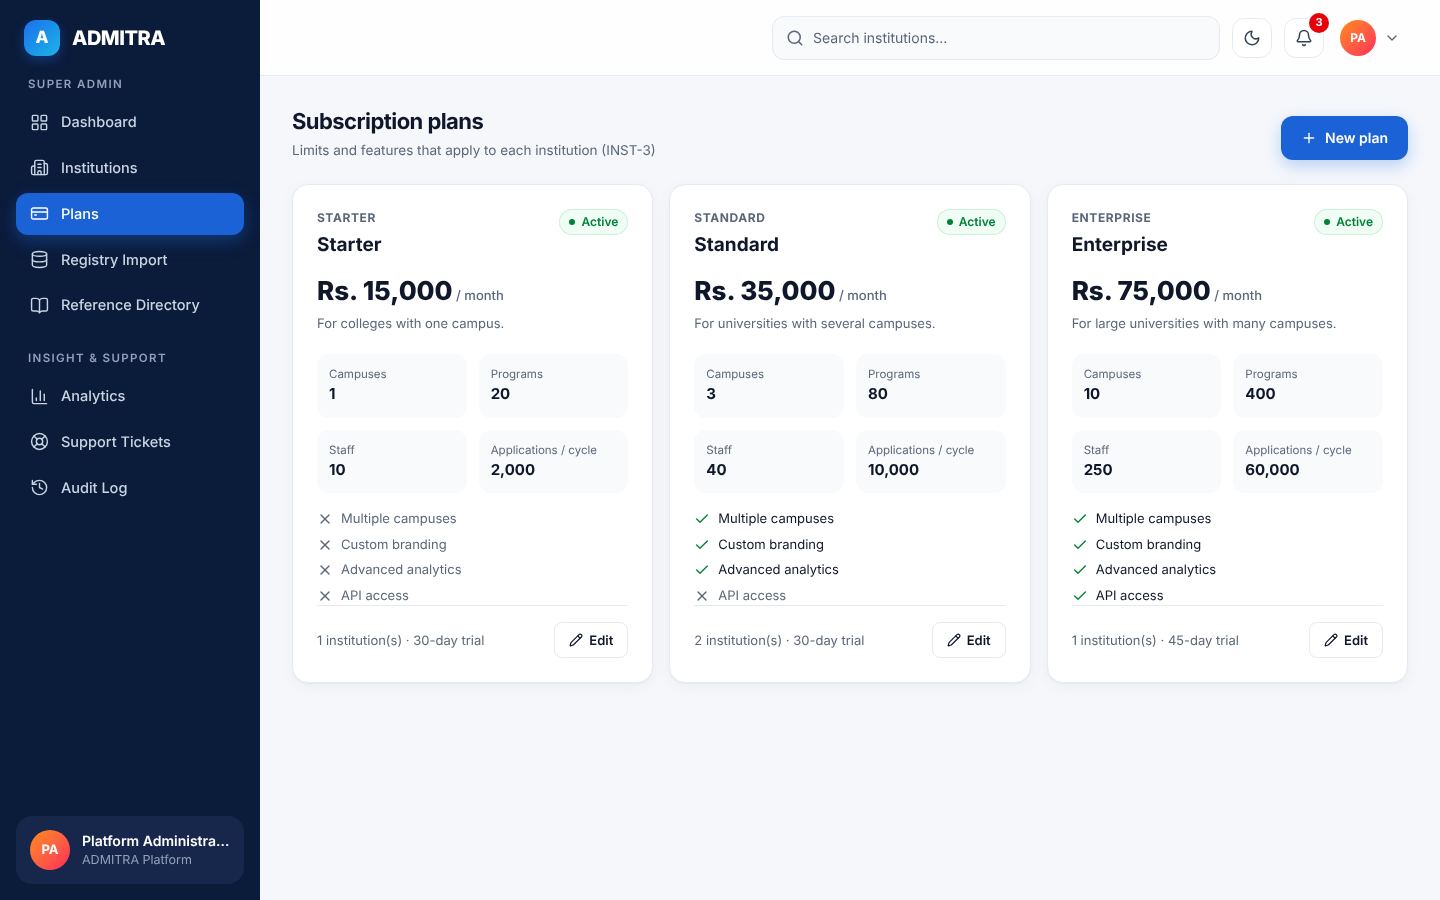 A ADMITRA
SUPER ADMIN
Dashboard
Institutions
Plans
Registry Import
Reference Directory
INSIGHT & SUPPORT
Analytics
Support Tickets
Audit Log
PA
Platform Administra...
ADMITRA Platform
Search institutions...
3
PA
Subscription plans
Limits and features that apply to each institution (INST-3)
New plan
STARTER
Active
Starter
Rs. 15,000 / month
For colleges with one campus.
Campuses
1
Programs
20
Staff
10
Applications / cycle
2,000
Multiple campuses
Custom branding
Advanced analytics
API access
1 institution(s) · 30-day trial
Edit
STANDARD
Active
Standard
Rs. 35,000 / month
For universities with several campuses.
Campuses
3
Programs
80
Staff
40
Applications / cycle
10,000
Multiple campuses
Custom branding
Advanced analytics
API access
2 institution(s) · 30-day trial
Edit
ENTERPRISE
Active
Enterprise
Rs. 75,000 / month
For large universities with many campuses.
Campuses
10
Programs
400
Staff
250
Applications / cycle
60,000
Multiple campuses
Custom branding
Advanced analytics
API access
1 institution(s) · 45-day trial
Edit